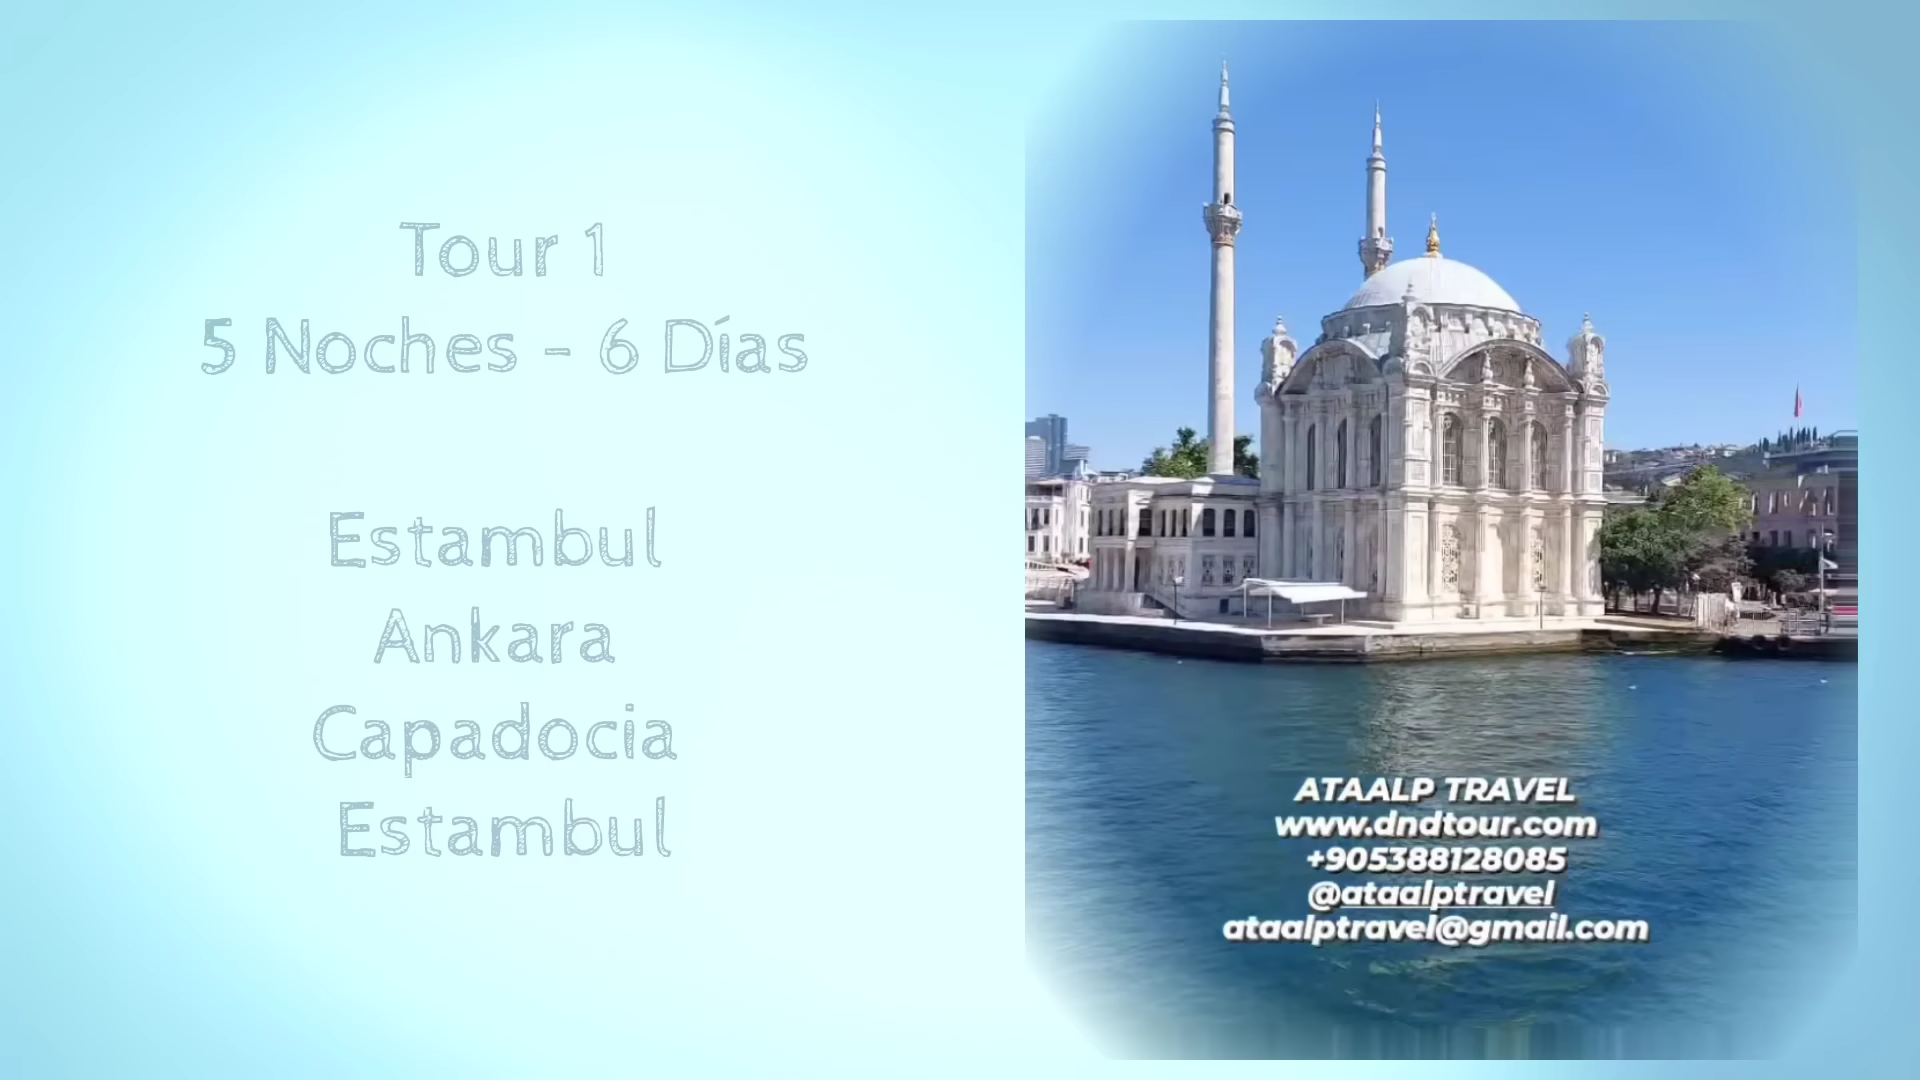 Tour 1
5 Noches - 6 Días
Estambul
Ankara
Capadocia
Estambul
ATAALP TRAVEL
www.dndtour.com
+905388128085
@ataalptravel
ataalptravel@gmail.com